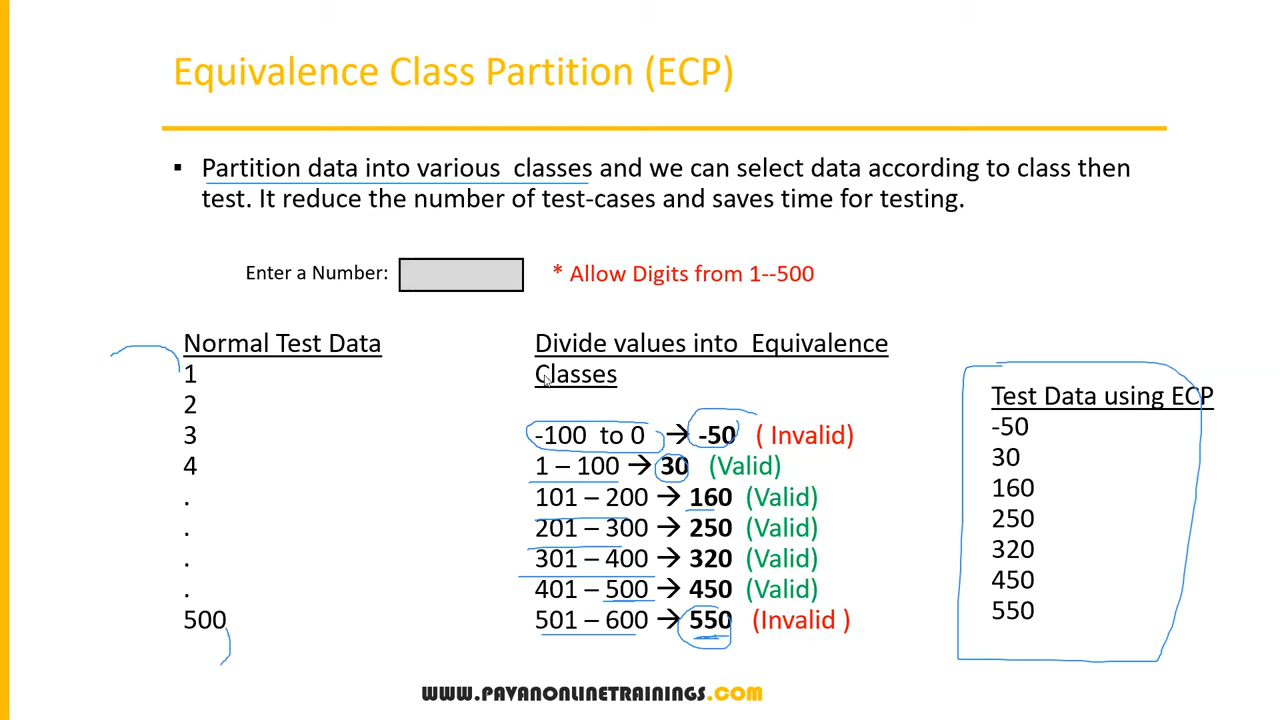 Equivalence Class Partition (ECP)
▪ Partition data into various classes and we can select data according to class then
test. It reduce the number of test-cases and saves time for testing.
Enter a Number:
* Allow Digits from 1--500
Normal Test Data
1
2
3
4
.
.
.
.
500
Divide values into Equivalence
Classes
-100 to 0 → -50 ( Invalid)
1 – 100 → 30 (Valid)
101 – 200 → 160 (Valid)
201 – 300 → 250 (Valid)
301 – 400 → 320 (Valid)
401 – 500 → 450 (Valid)
501 – 600 → 550 (Invalid )
Test Data using ECP
-50
30
160
250
320
450
550
WWW.PAVANONLINETRAININGS.COM